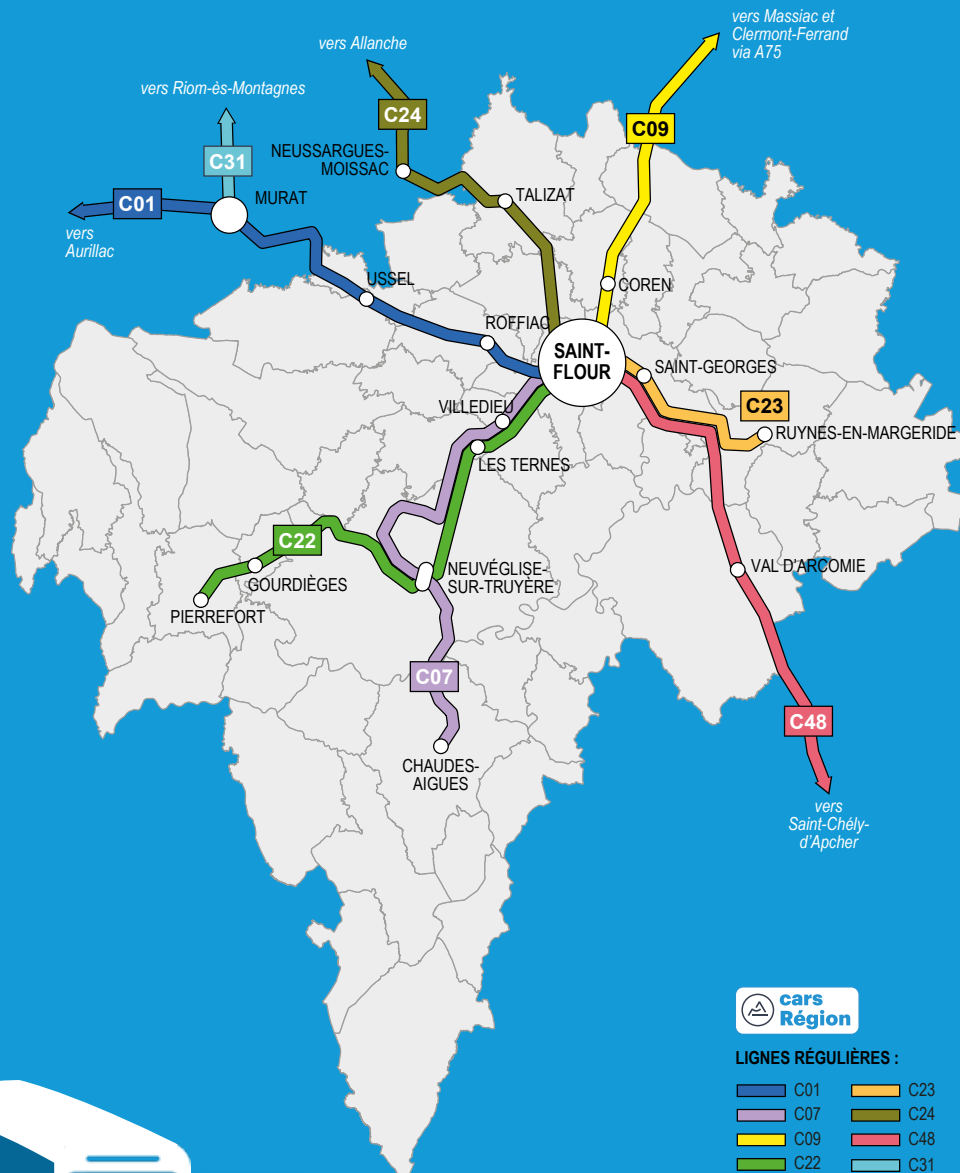 vers Massiac et
Clermont-Ferrand
via A75
vers Allanche
vers Riom-ès-Montagnes
C24
C09
NEUSSARGUES-
MOISSAC
C31
TALIZAT
MURAT
C01
vers
Aurillac
USSEL
COREN
ROFFIAC
SAINT-
FLOUR
SAINT-GEORGES
VILLEDIEU
C23
RUYNES-EN-MARGERIDE
LES TERNES
C22
NEUVÉGLISE-
SUR-TRUYÈRE
VAL D'ARCOMIE
GOURDIÈGES
PIERREFORT
C07
C48
CHAUDES-
AIGUES
vers
Saint-Chély-
d'Apcher
cars
Région
LIGNES RÉGULIÈRES :
C01
C23
C07
C24
C09
C48
C22
C31